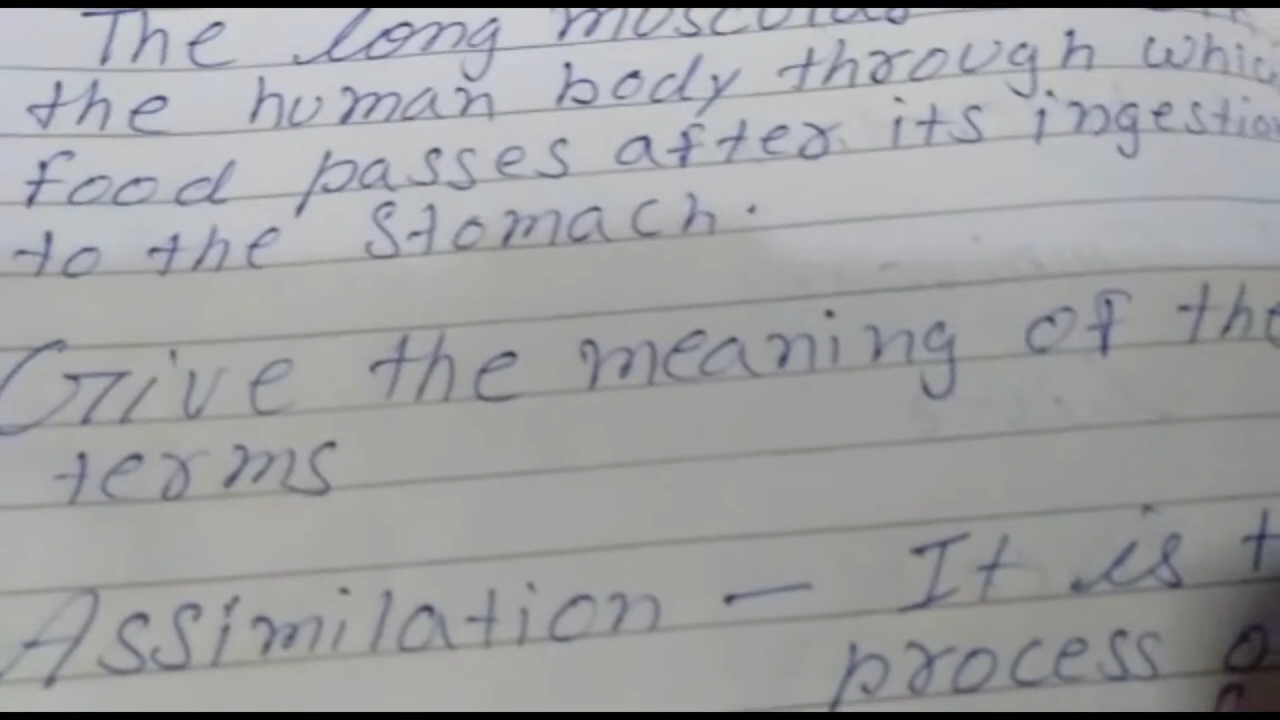 The long
the human body through
food passes after its
to the Stomach.
Give the meaning of the
terms
Assimilation - It is
process